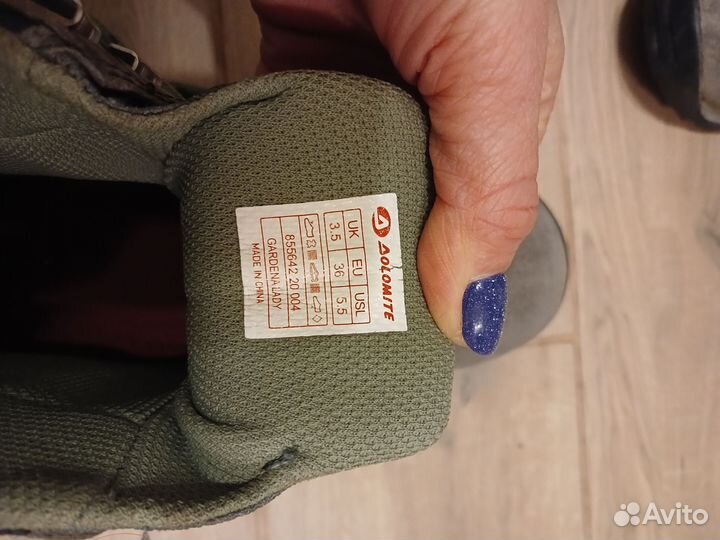 DOLOMITE
UK EU USL
3.5 36 5.5
855642 20 004
GARDENA LADY
MADE IN CHINA
Avito